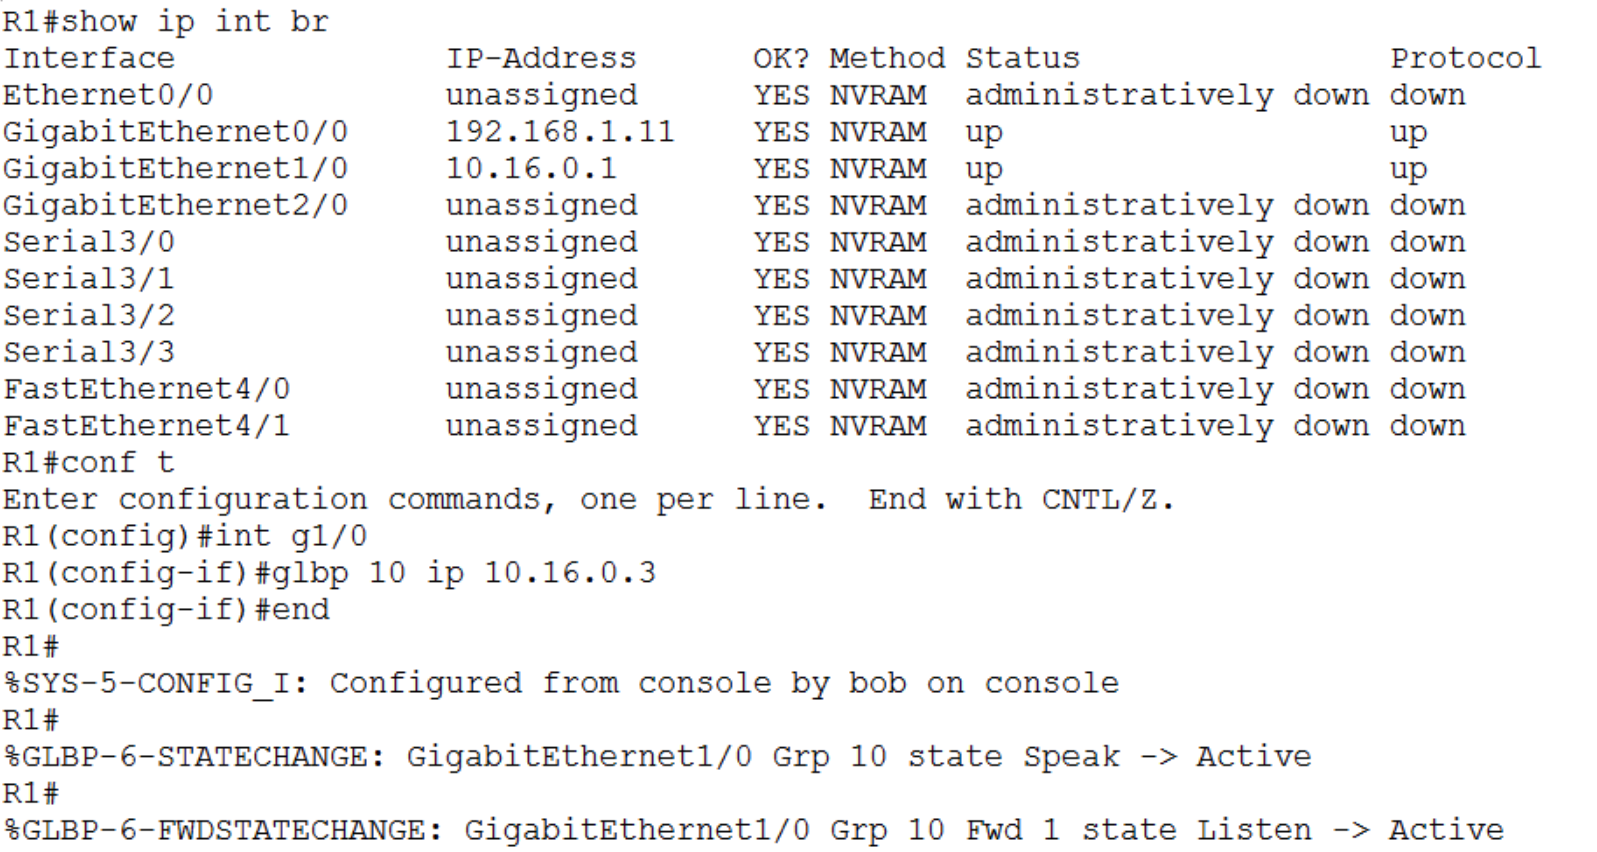 R1#show ip int br
Interface              IP-Address      OK? Method Status                Protocol
Ethernet0/0            unassigned      YES NVRAM  administratively down down
GigabitEthernet0/0     192.168.1.11    YES NVRAM  up                    up
GigabitEthernet1/0     10.16.0.1       YES NVRAM  up                    up
GigabitEthernet2/0     unassigned      YES NVRAM  administratively down down
Serial3/0              unassigned      YES NVRAM  administratively down down
Serial3/1              unassigned      YES NVRAM  administratively down down
Serial3/2              unassigned      YES NVRAM  administratively down down
Serial3/3              unassigned      YES NVRAM  administratively down down
FastEthernet4/0        unassigned      YES NVRAM  administratively down down
FastEthernet4/1        unassigned      YES NVRAM  administratively down down
R1#conf t
Enter configuration commands, one per line.  End with CNTL/Z.
R1(config)#int g1/0
R1(config-if)#glbp 10 ip 10.16.0.3
R1(config-if)#end
R1#
%SYS-5-CONFIG_I: Configured from console by bob on console
R1#
%GLBP-6-STATECHANGE: GigabitEthernet1/0 Grp 10 state Speak -> Active
R1#
%GLBP-6-FWDSTATECHANGE: GigabitEthernet1/0 Grp 10 Fwd 1 state Listen -> Active